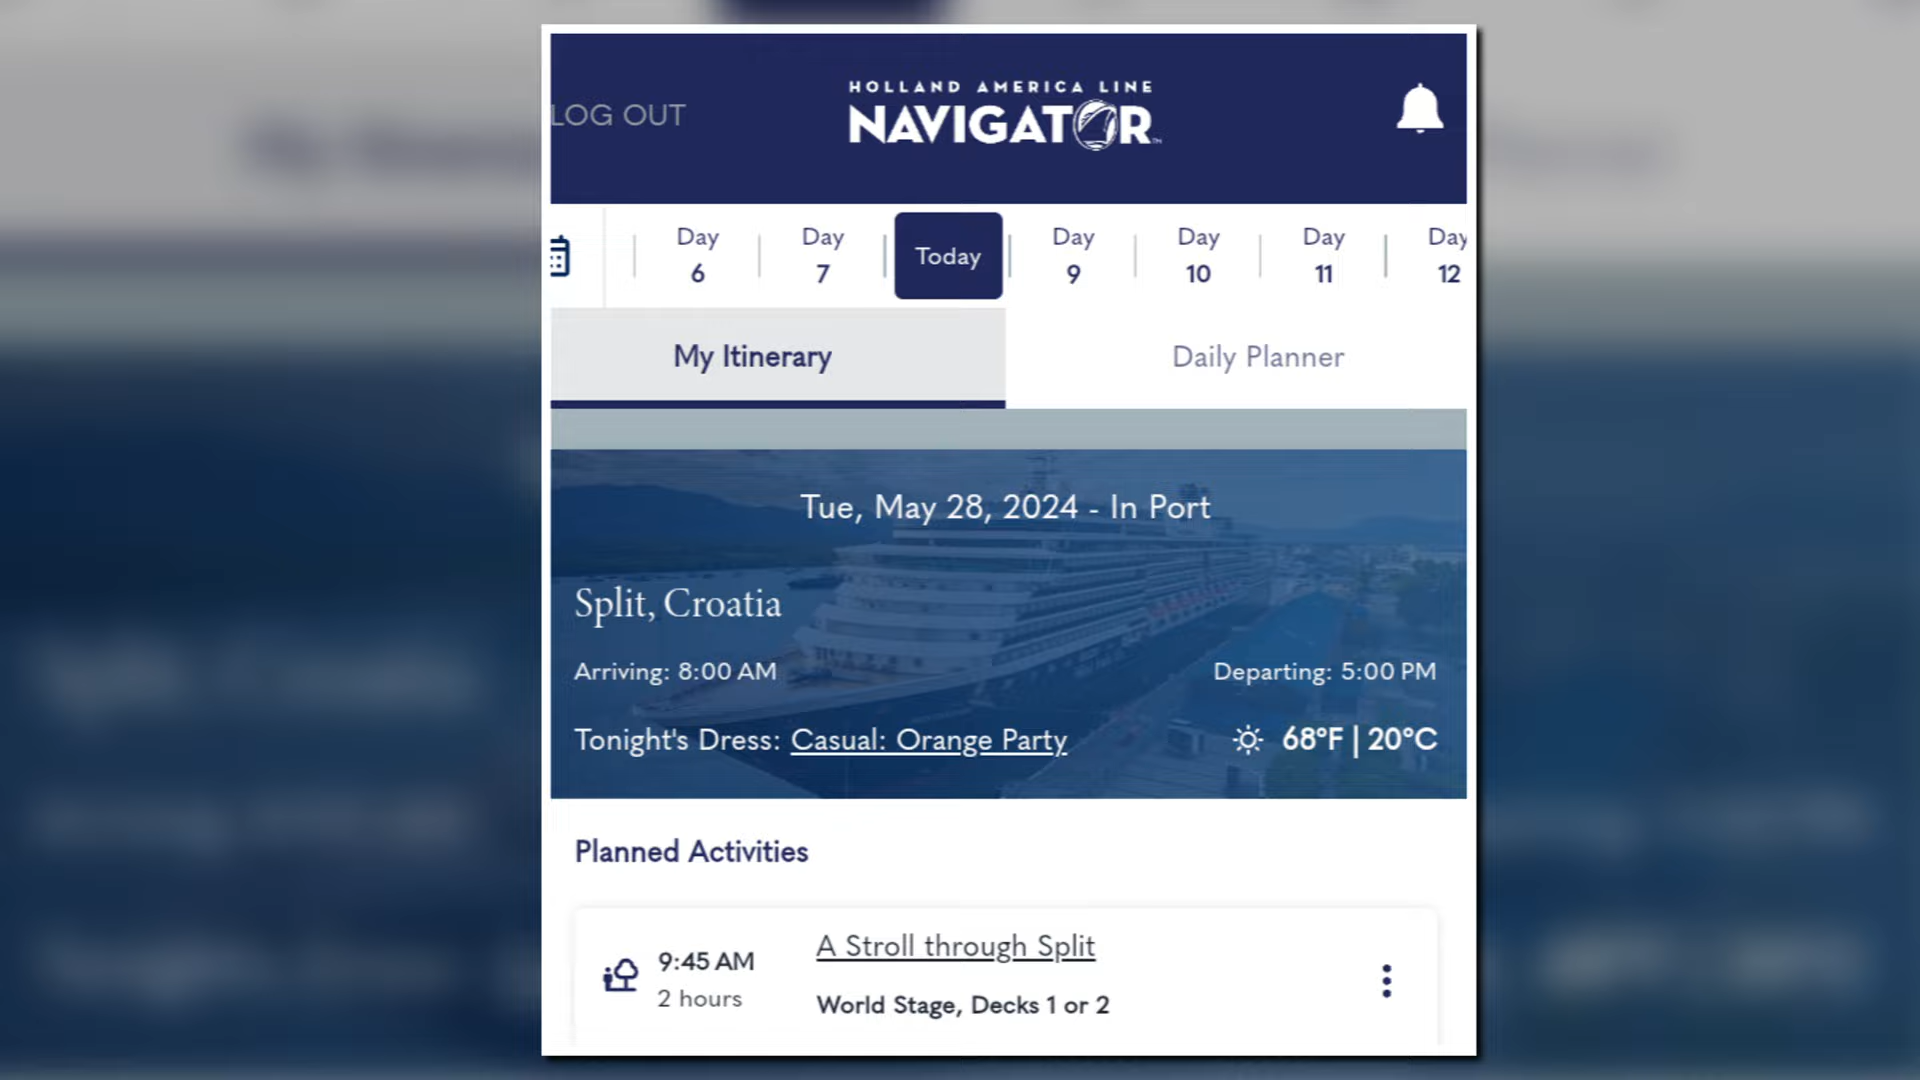 HOLLAND AMERICA LINE
LOG OUT
NAVIGATOR™
Day Day Today Day Day Day Day
6 7 9 10 11 12
My Itinerary Daily Planner
Tue, May 28, 2024 - In Port
Split, Croatia
Arriving: 8:00 AM Departing: 5:00 PM
Tonight's Dress: Casual: Orange Party 68°F | 20°C
Planned Activities
9:45 AM A Stroll through Split
2 hours World Stage, Decks 1 or 2